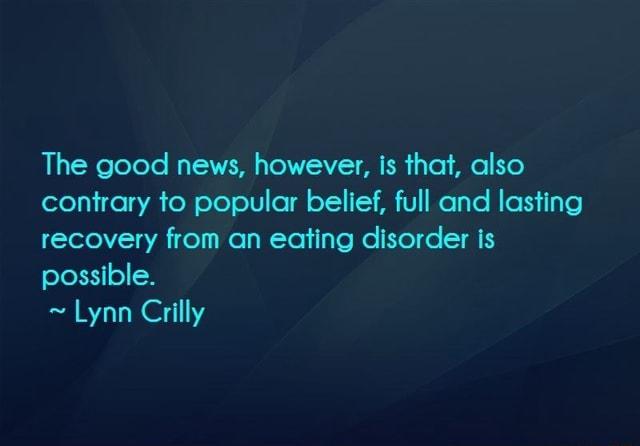 The good news, however, is that, also
contrary to popular belief, full and lasting
recovery from an eating disorder is
possible.
~ Lynn Crilly